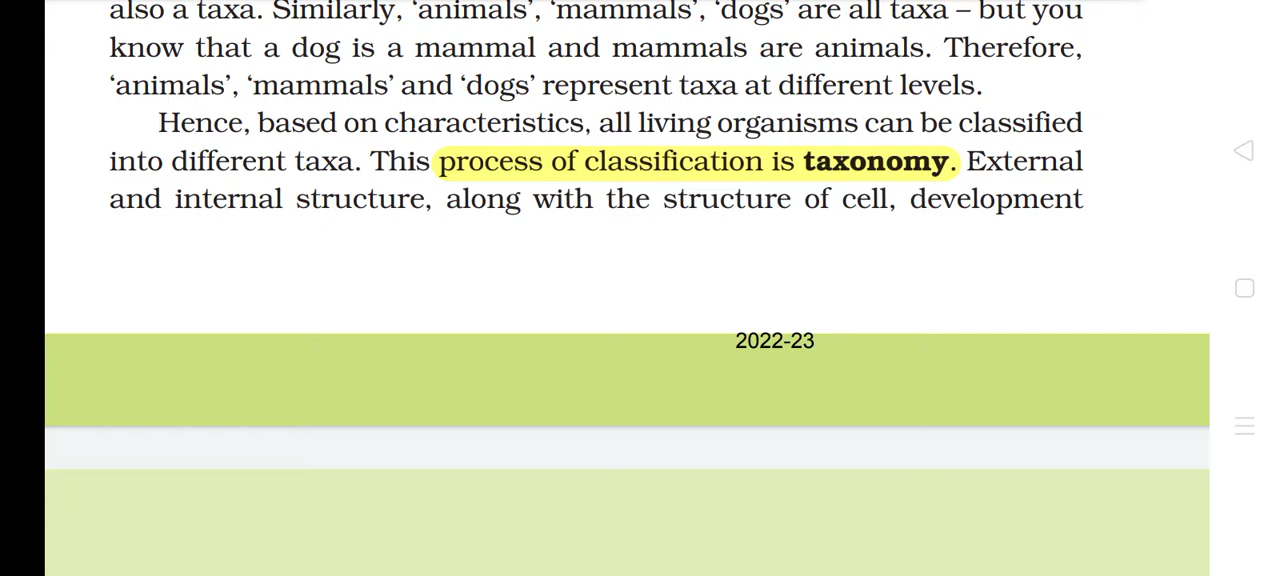 also a taxa. Similarly, ‘animals’, ‘mammals’, ‘dogs’ are all taxa – but you
know that a dog is a mammal and mammals are animals. Therefore,
‘animals’, ‘mammals’ and ‘dogs’ represent taxa at different levels.
Hence, based on characteristics, all living organisms can be classified
into different taxa. This process of classification is taxonomy. External
and internal structure, along with the structure of cell, development
2022-23